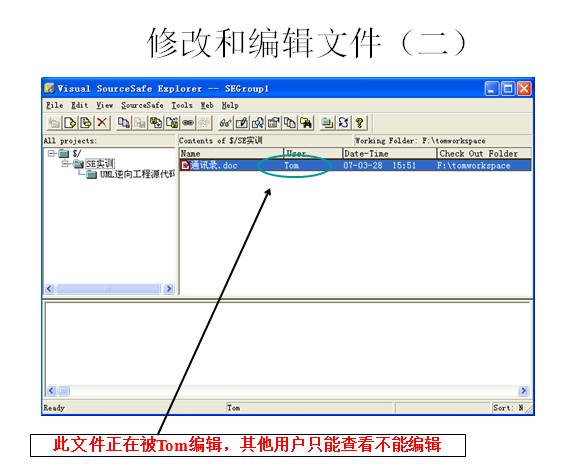 修改和编辑文件（二）
Visual SourceSafe Explorer -- SEGroup1
File Edit View SourceSafe Tools Web Help
All projects:
Contents of $/SE实训
Working Folder: F:\tomworkspace
$/
SE实训
UML逆向工程源代码
Name User Date-Time Check Out Folder
通讯录.doc Tom 07-03-28 15:51 F:\tomworkspace
Ready Tom Sort: N
此文件正在被Tom编辑，其他用户只能查看不能编辑